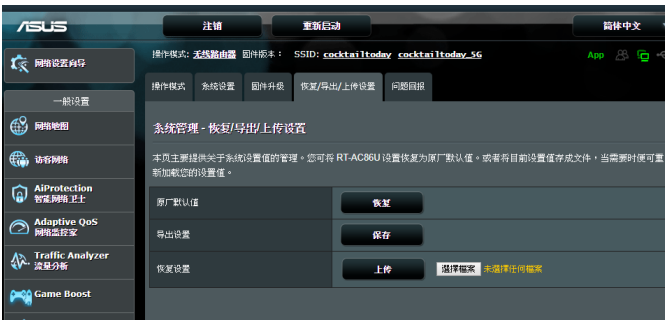 ASUS 注销 重新启动 简体中文
操作模式: 无线路由器 固件版本: SSID: cocktailtoday cocktailtoday_5G App
网络设置向导
操作模式 系统设置 固件升级 恢复/导出/上传设置 问题回报
一般设置
网络地图
系统管理 - 恢复/导出/上传设置
访客网络
本页主要提供关于系统设置值的管理。您可将 RT-AC86U 设置恢复为原厂默认值。或者将目前设置值存成文件，当需要时便可重
新加载您的设置值。
AiProtection
智能网络卫士
原厂默认值 恢复
Adaptive QoS
网络监控家
导出设置 保存
Traffic Analyzer
流量分析
恢复设置 上传 選擇檔案 未選擇任何檔案
Game Boost